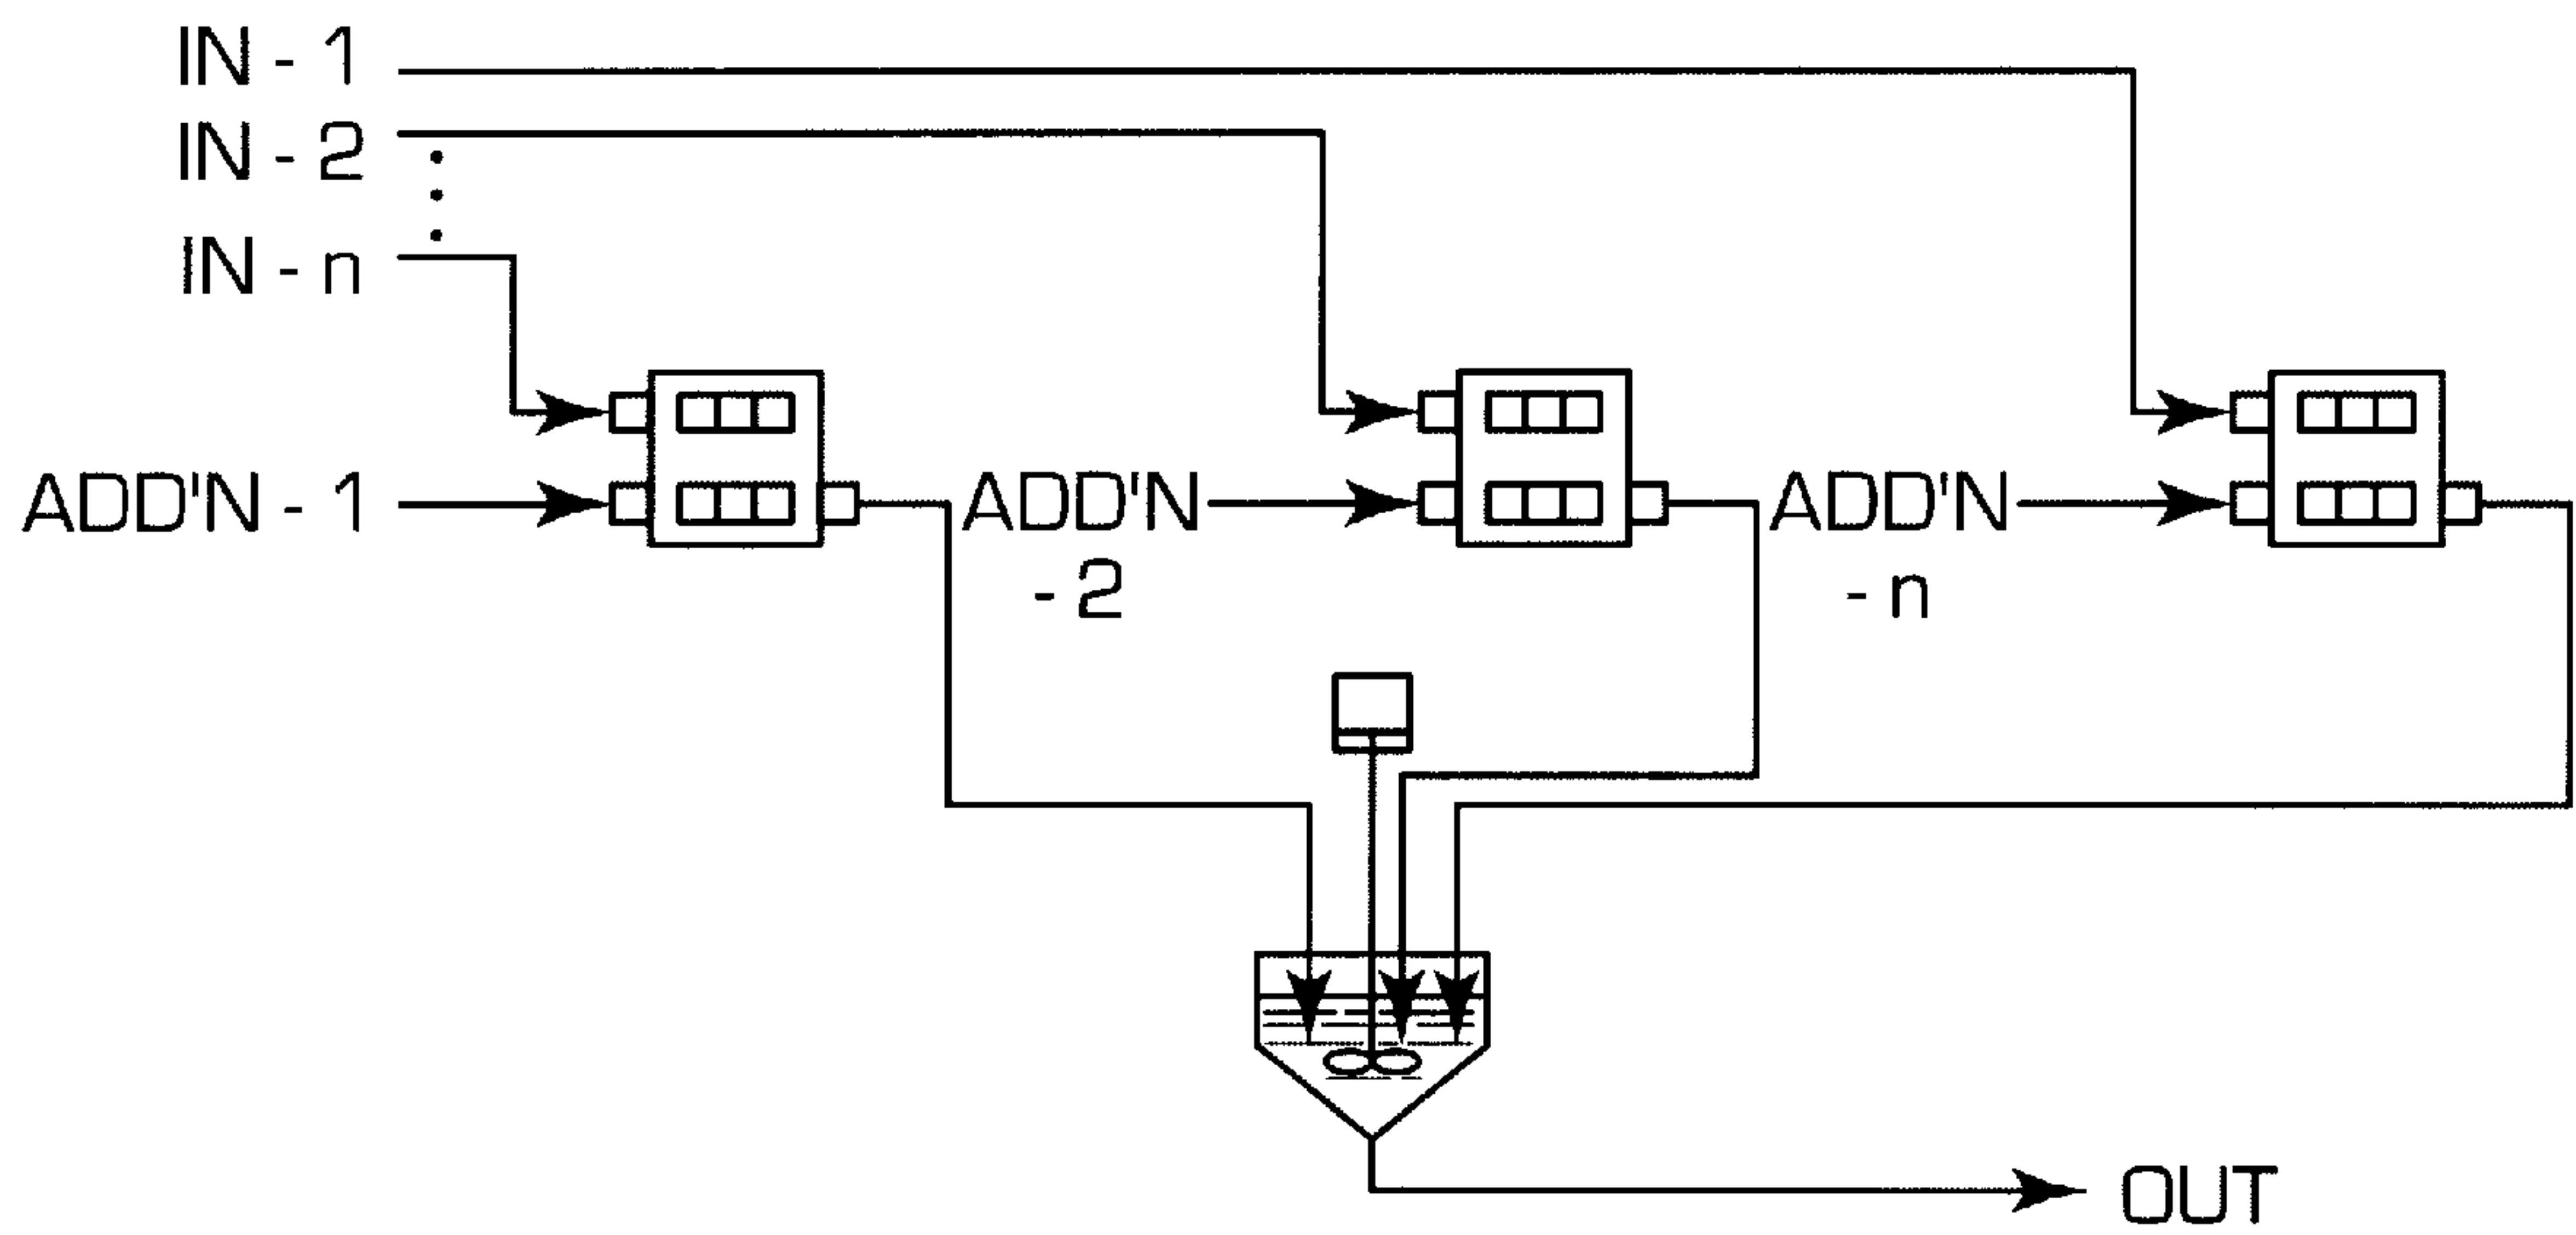 IN - 1
IN - 2
IN - n
ADD'N - 1
ADD'N
- 2
ADD'N
- n
OUT